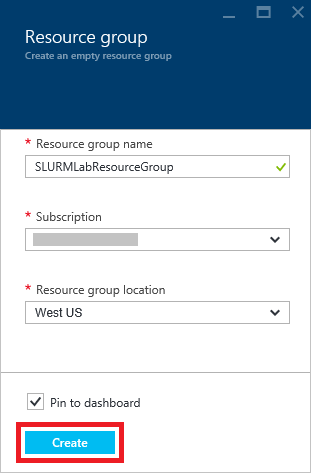 Resource group
Create an empty resource group
* Resource group name
SLURMLabResourceGroup
* Subscription
* Resource group location
West US
Pin to dashboard
Create